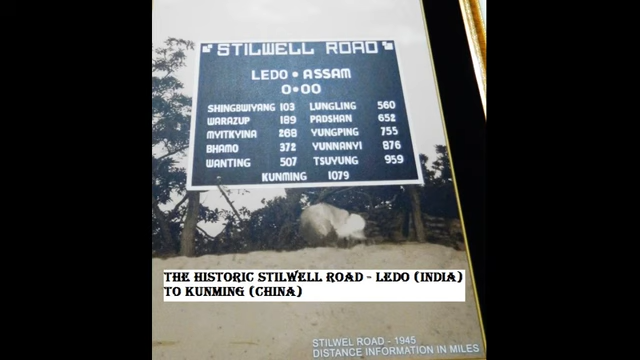 STILWELL ROAD
LEDO • ASSAM
0•00
SHINGBWIYANG 103 LUNGLING 560
WARAZUP 189 PADSHAN 652
MYITKYINA 268 YUNGPING 755
BHAMO 372 YUNNANYI 876
WANTING 507 TSUYUNG 959
KUNMING 1079
THE HISTORIC STILWELL ROAD - LEDO (INDIA)
TO KUNMING (CHINA)
STILWEL ROAD - 1945
DISTANCE INFORMATION IN MILES